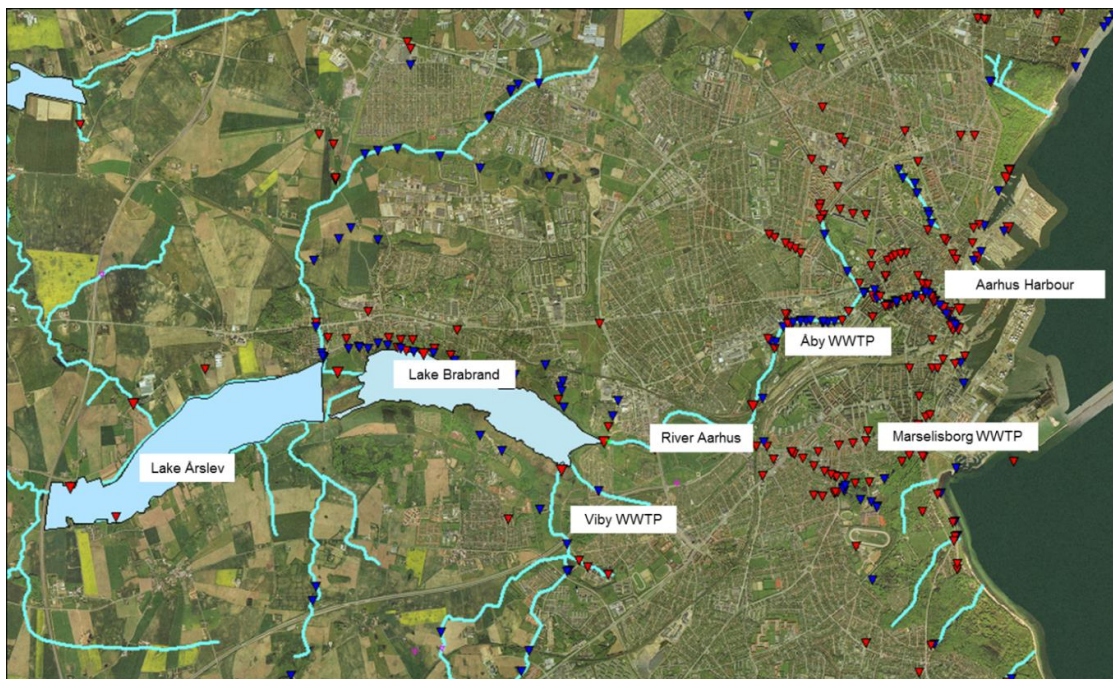 Aarhus Harbour
Åby WWTP
Lake Brabrand
River Aarhus
Marselisborg WWTP
Lake Årslev
Viby WWTP